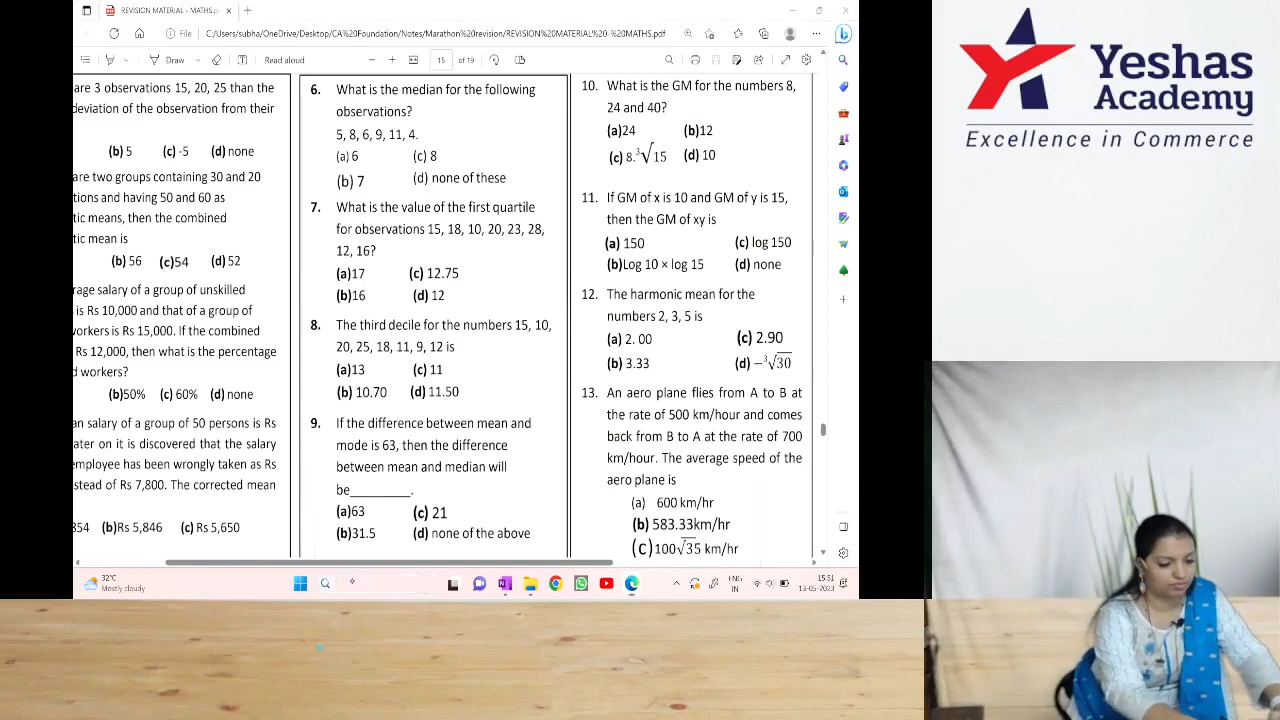 REVISION MATERIAL - MATHS.p
File
C:/Users/subha/OneDrive/Desktop/CA%20Foundation/Notes/Marathon%20revision/REVISION%20MATERIAL%20-%20MATHS.pdf
Draw
Read aloud
15 of 19
are 3 observations 15, 20, 25 than the
deviation of the observation from their
(b) 5 (c) -5 (d) none
are two groups containing 30 and 20
tions and having 50 and 60 as
tic means, then the combined
tic mean is
(b) 56 (c)54 (d) 52
rage salary of a group of unskilled
is Rs 10,000 and that of a group of
workers is Rs 15,000. If the combined
Rs 12,000, then what is the percentage
d workers?
(b)50% (c) 60% (d) none
an salary of a group of 50 persons is Rs
ater on it is discovered that the salary
employee has been wrongly taken as Rs
stead of Rs 7,800. The corrected mean
854 (b)Rs 5,846 (c) Rs 5,650
6. What is the median for the following
observations?
5, 8, 6, 9, 11, 4.
(a) 6 (c) 8
(b) 7 (d) none of these
7. What is the value of the first quartile
for observations 15, 18, 10, 20, 23, 28,
12, 16?
(a)17 (c) 12.75
(b)16 (d) 12
8. The third decile for the numbers 15, 10,
20, 25, 18, 11, 9, 12 is
(a)13 (c) 11
(b) 10.70 (d) 11.50
9. If the difference between mean and
mode is 63, then the difference
between mean and median will
be_________.
(a)63 (c) 21
(b)31.5 (d) none of the above
10. What is the GM for the numbers 8,
24 and 40?
(a)24 (b)12
(c) 8.³√15 (d) 10
11. If GM of x is 10 and GM of y is 15,
then the GM of xy is
(a) 150 (c) log 150
(b)Log 10 × log 15 (d) none
12. The harmonic mean for the
numbers 2, 3, 5 is
(a) 2. 00 (c) 2.90
(b) 3.33 (d) –³√30
13. An aero plane flies from A to B at
the rate of 500 km/hour and comes
back from B to A at the rate of 700
km/hour. The average speed of the
aero plane is
(a) 600 km/hr
(b) 583.33km/hr
(C) 100√35 km/hr
32°C
Mostly cloudy
ENG
IN
15:51
13-05-2023
Yeshas
Academy
Excellence in Commerce